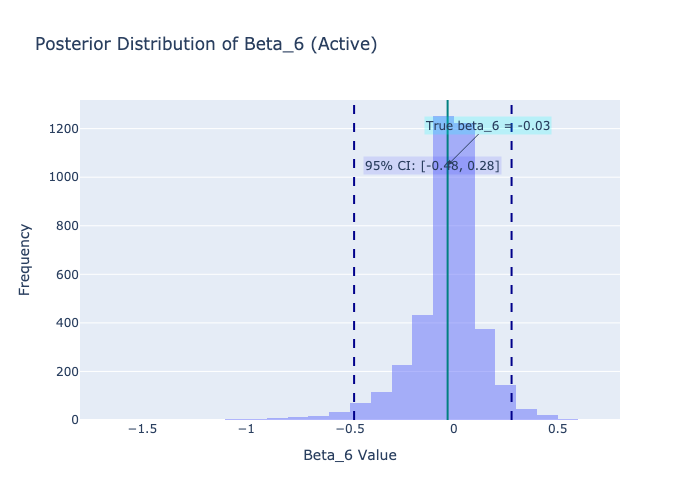 Posterior Distribution of Beta_6 (Active)
True beta_6 = -0.03
95% CI: [-0.48, 0.28]
Frequency
1200
1000
800
600
400
200
0
−1.5
−1
−0.5
0
0.5
Beta_6 Value